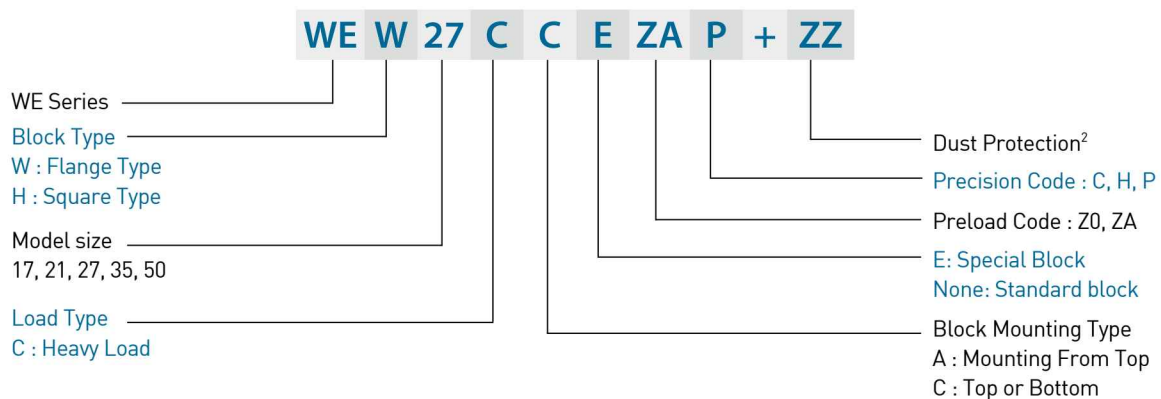 WE W 27 C C E ZA P + ZZ
WE Series
Block Type
W : Flange Type
H : Square Type
Model size
17, 21, 27, 35, 50
Load Type
C : Heavy Load
Dust Protection²
Precision Code : C, H, P
Preload Code : Z0, ZA
E: Special Block
None: Standard block
Block Mounting Type
A : Mounting From Top
C : Top or Bottom